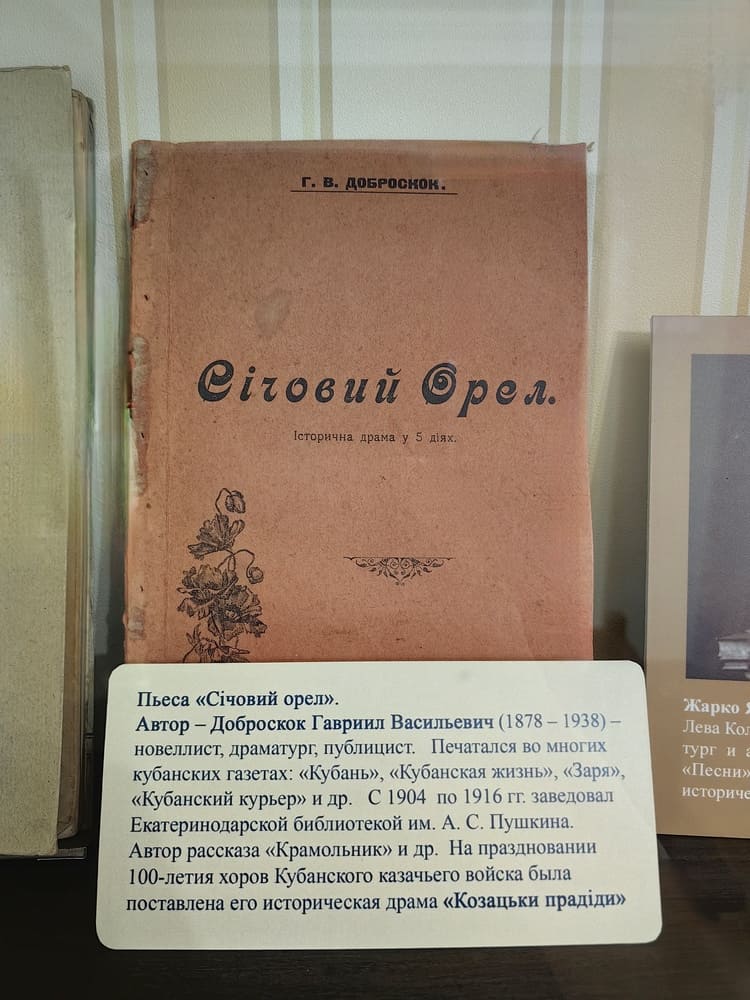 Г. В. ДОБРОСКОК.
Січовий Орел.
Історична драма у 5 діях.
Пьеса «Січовий орел».
Автор – Доброскок Гавриил Васильевич (1878 – 1938) –
новеллист, драматург, публицист. Печатался во многих
кубанских газетах: «Кубань», «Кубанская жизнь», «Заря»,
«Кубанский курьер» и др. С 1904 по 1916 гг. заведовал
Екатеринодарской библиотекой им. А. С. Пушкина.
Автор рассказа «Крамольник» и др. На праздновании
100-летия хоров Кубанского казачьего войска была
поставлена его историческая драма «Козацьки прадіди»
Жарко
Лева
тург и
«Песни»